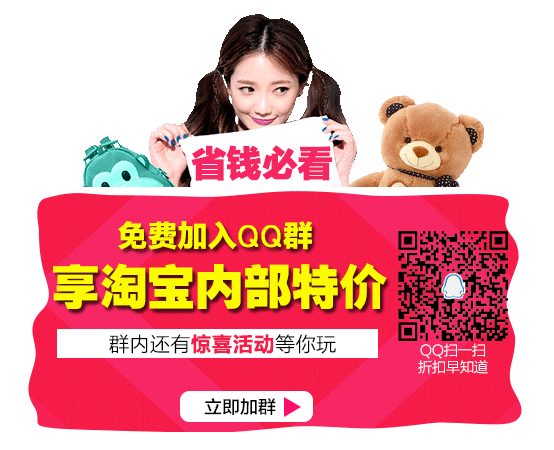 省钱必看
免费加入QQ群
享淘宝内部特价
群内还有惊喜活动等你玩
QQ扫一扫
折扣早知道
立即加群